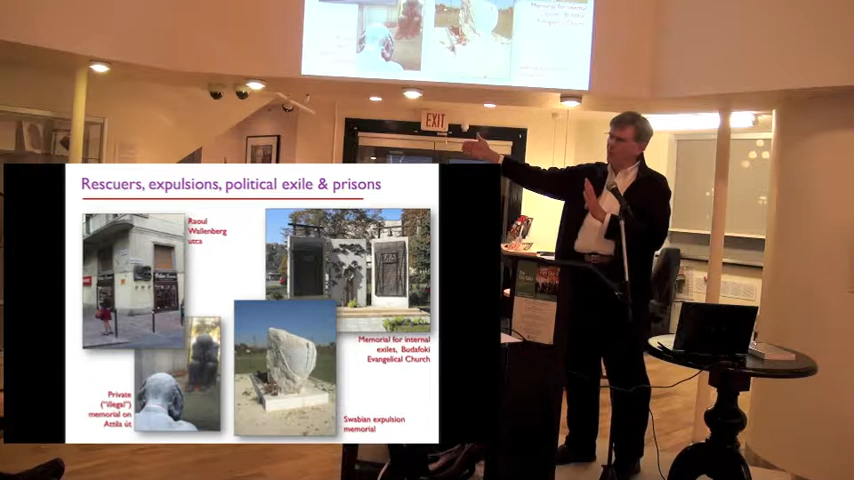 EXIT
Rescuers, expulsions, political exile & prisons
Raoul
Wallenberg
utca
Memorial for internal
exiles, Budafoki
Evangelical Church
Private
("illegal")
memorial on
Attila út
Swabian expulsion
memorial